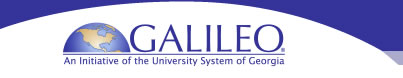 GALILEO®
An Initiative of the University System of Georgia